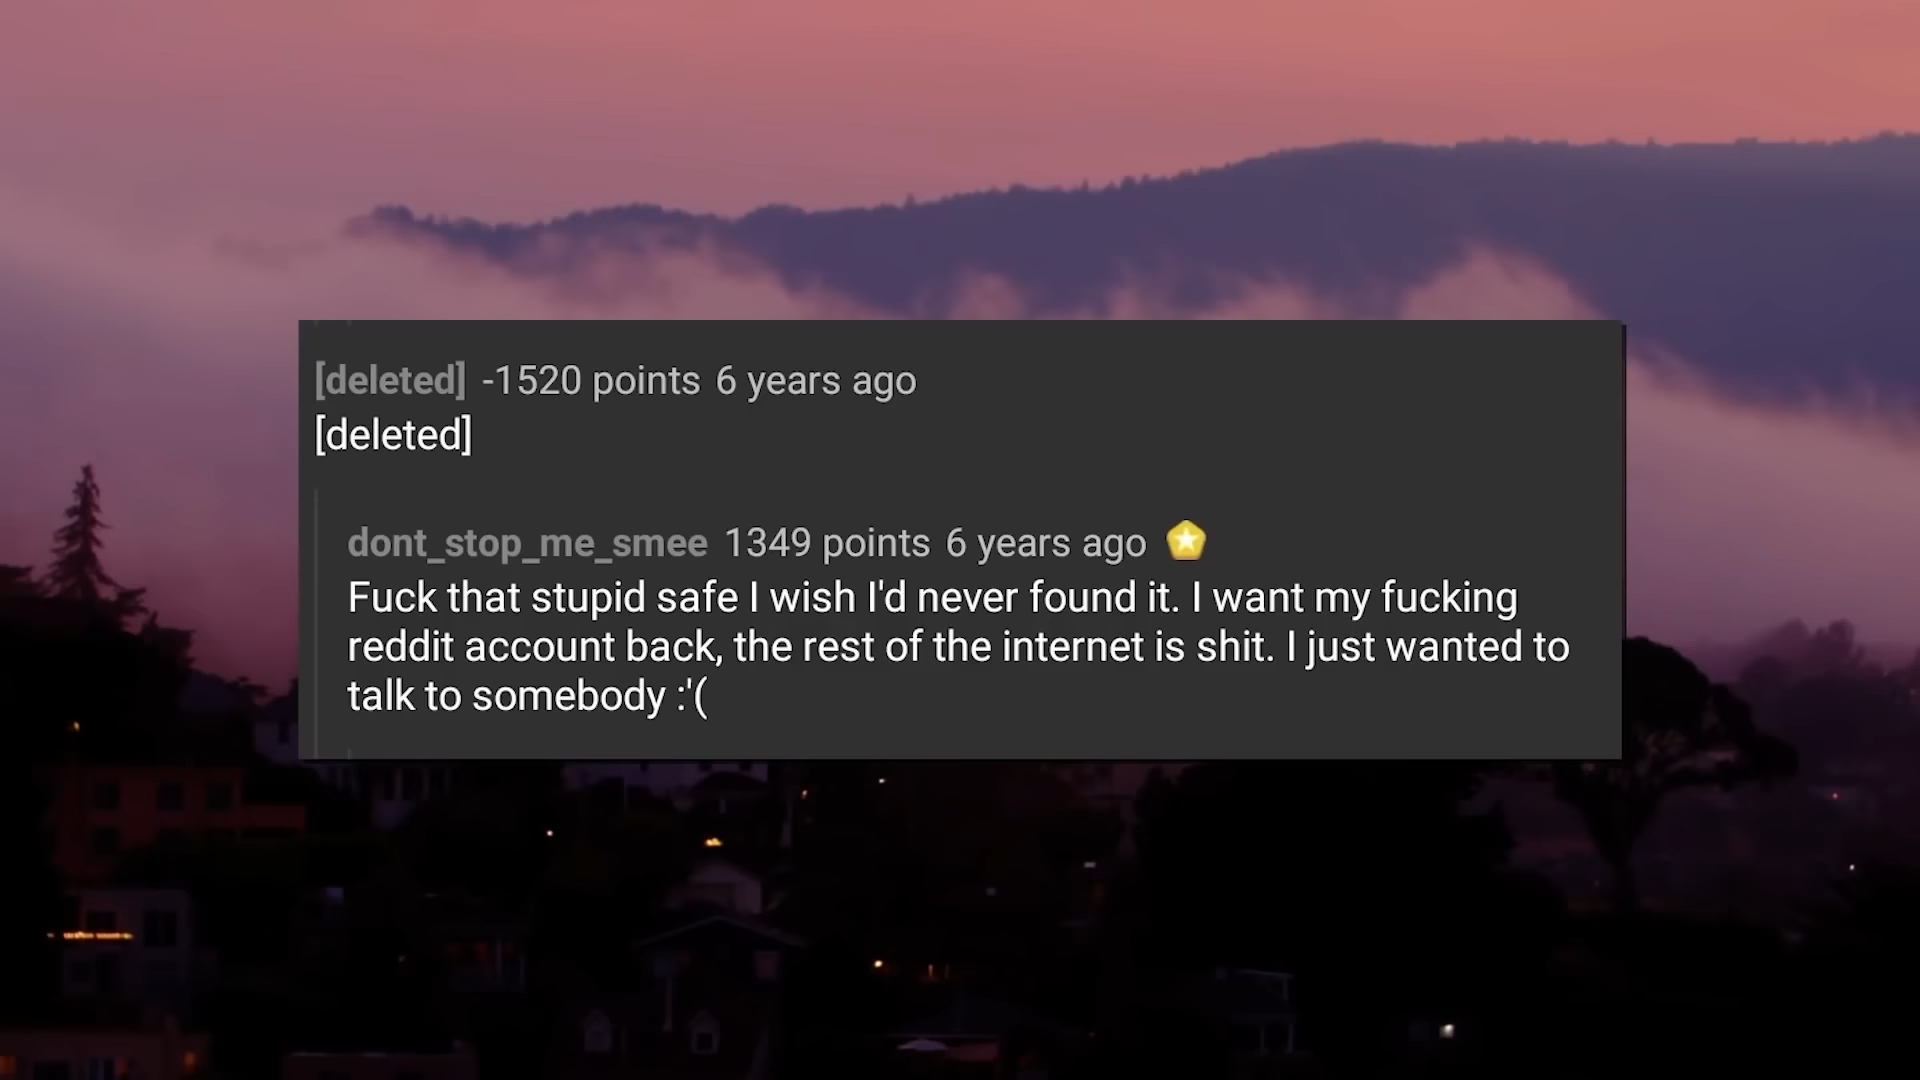 [deleted] -1520 points 6 years ago
[deleted]
dont_stop_me_smee 1349 points 6 years ago
Fuck that stupid safe I wish I'd never found it. I want my fucking
reddit account back, the rest of the internet is shit. I just wanted to
talk to somebody :'(